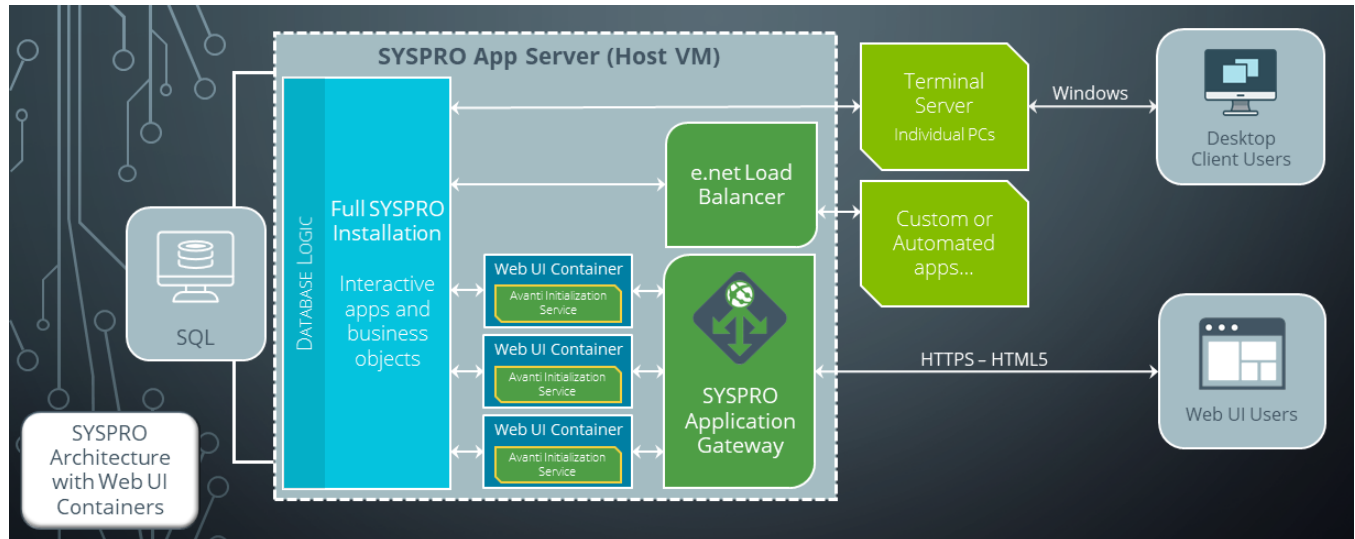 SYSPRO App Server (Host VM)
DATABASE LOGIC
Full SYSPRO
Installation
Interactive
apps and
business
objects
e.net Load
Balancer
Web UI Container
Avanti Initialization
Service
Web UI Container
Avanti Initialization
Service
Web UI Container
Avanti Initialization
Service
SYSPRO
Application
Gateway
Terminal
Server
Individual PCs
Windows
Desktop
Client Users
Custom or
Automated
apps...
HTTPS – HTML5
Web UI Users
SQL
SYSPRO
Architecture
with Web UI
Containers